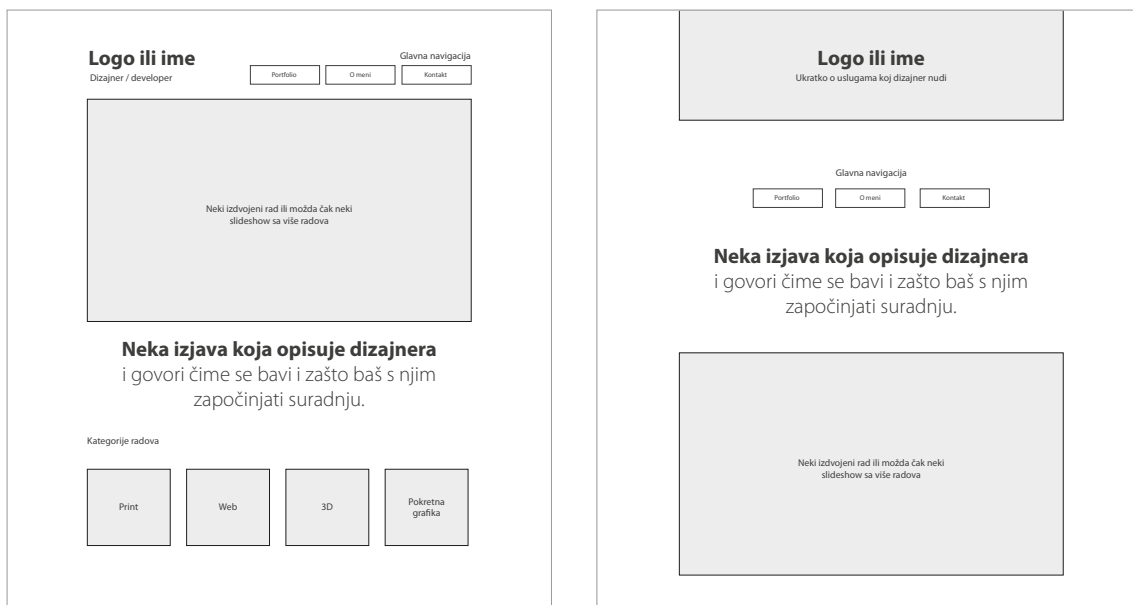 Logo ili ime
Dizajner / developer
Glavna navigacija
Portfolio
O meni
Kontakt
Neki izdvojeni rad ili možda čak neki
slideshow sa više radova
Neka izjava koja opisuje dizajnera
i govori čime se bavi i zašto baš s njim
započinjati suradnju.
Kategorije radova
Print
Web
3D
Pokretna
grafika
Logo ili ime
Ukratko o uslugama koj dizajner nudi
Glavna navigacija
Portfolio
O meni
Kontakt
Neka izjava koja opisuje dizajnera
i govori čime se bavi i zašto baš s njim
započinjati suradnju.
Neki izdvojeni rad ili možda čak neki
slideshow sa više radova